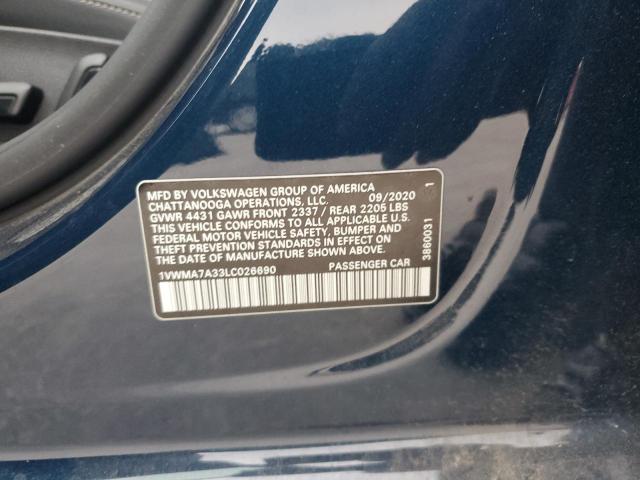 MFD BY VOLKSWAGEN GROUP OF AMERICA
CHATTANOOGA OPERATIONS, LLC. 09/2020
GVWR 4431 GAWR FRONT 2337 / REAR 2205 LBS
THIS VEHICLE CONFORMS TO ALL APPLICABLE
FEDERAL MOTOR VEHICLE SAFETY, BUMPER AND
THEFT PREVENTION STANDARDS IN EFFECT ON
THE DATE OF MANUFACTURE SHOWN ABOVE.
1VWMA7A33LC026690 PASSENGER CAR
3860031 1